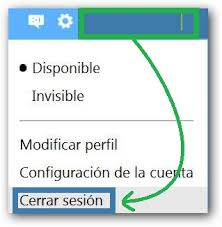 Disponible
Invisible
Modificar perfil
Configuración de la cuenta
Cerrar sesión